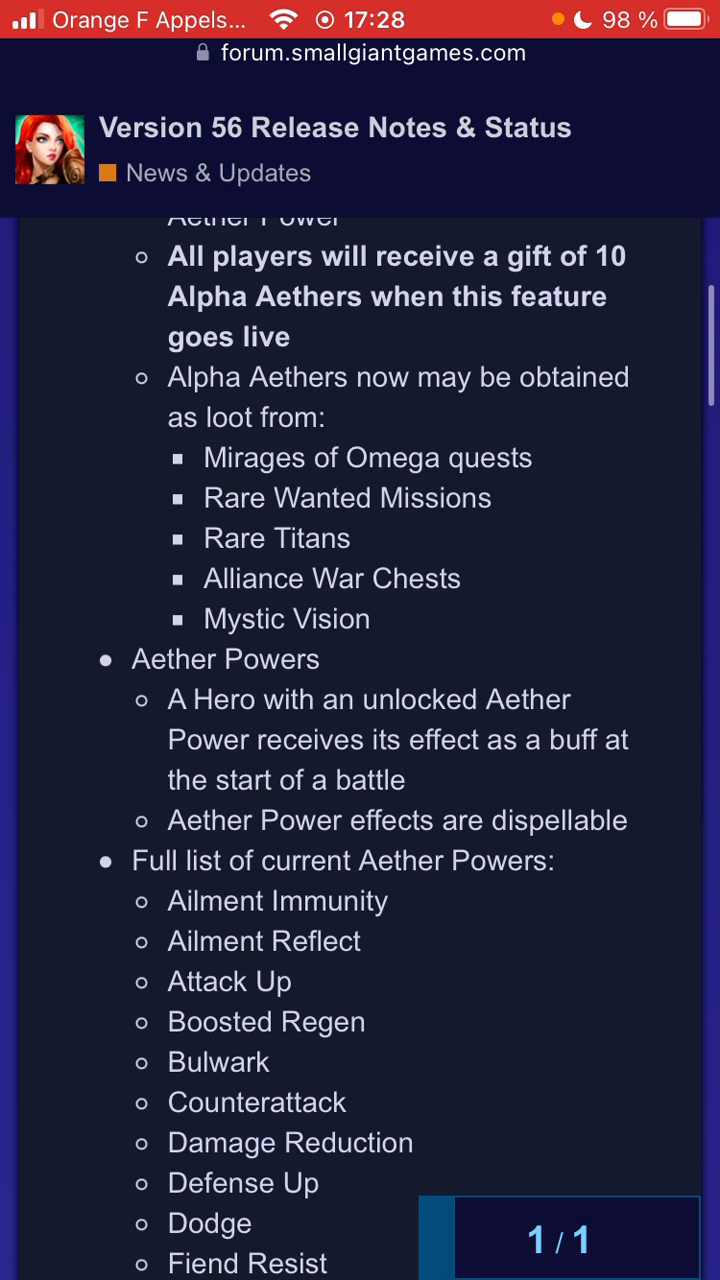 Orange F Appels... 17:28 98 %
forum.smallgiantgames.com
Version 56 Release Notes & Status
News & Updates
Aether Power
All players will receive a gift of 10
Alpha Aethers when this feature
goes live
Alpha Aethers now may be obtained
as loot from:
Mirages of Omega quests
Rare Wanted Missions
Rare Titans
Alliance War Chests
Mystic Vision
Aether Powers
A Hero with an unlocked Aether
Power receives its effect as a buff at
the start of a battle
Aether Power effects are dispellable
Full list of current Aether Powers:
Ailment Immunity
Ailment Reflect
Attack Up
Boosted Regen
Bulwark
Counterattack
Damage Reduction
Defense Up
Dodge
1 / 1
Fiend Resist